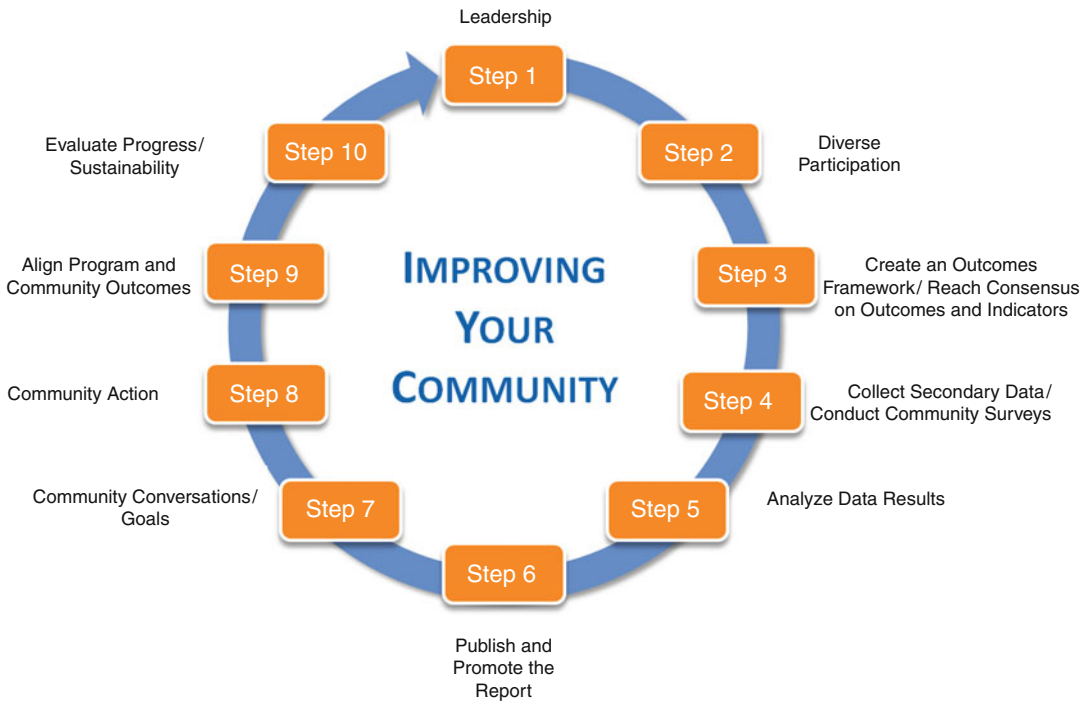 Leadership
Step 1
Step 2
Diverse
Participation
Step 3
Create an Outcomes
Framework/ Reach Consensus
on Outcomes and Indicators
Step 4
Collect Secondary Data/
Conduct Community Surveys
Step 5
Analyze Data Results
Step 6
Publish and
Promote the
Report
Step 7
Community Conversations/
Goals
Step 8
Community Action
Step 9
Align Program and
Community Outcomes
Step 10
Evaluate Progress/
Sustainability
IMPROVING
YOUR
COMMUNITY